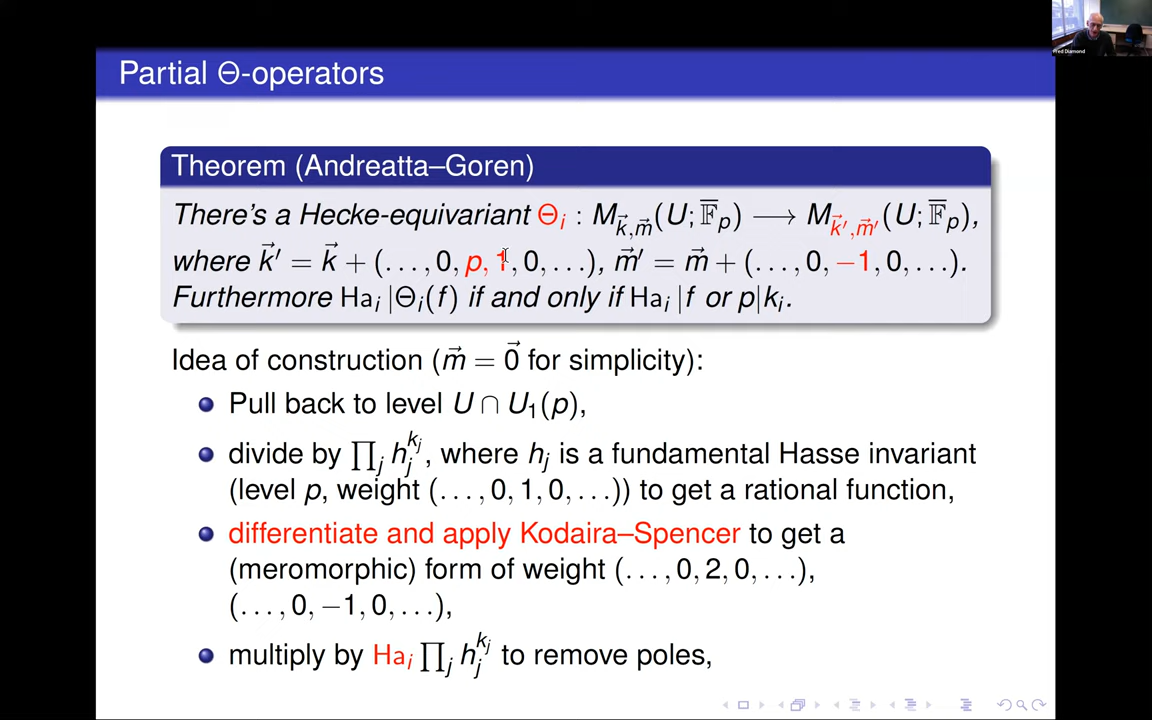 Partial Θ-operators
Fred Diamond
Theorem (Andreatta–Goren)
There's a Hecke-equivariant Θ_i : M_{\vec{k},\vec{m}}(U; \overline{𝔽}_p) ⟶ M_{\vec{k}',\vec{m}'}(U; \overline{𝔽}_p),
where \vec{k}' = \vec{k} + (…, 0, p, 1, 0, …), \vec{m}' = \vec{m} + (…, 0, −1, 0, …).
Furthermore Ha_i |Θ_i(f) if and only if Ha_i |f or p|k_i.
Idea of construction (\vec{m} = \vec{0} for simplicity):
Pull back to level U ∩ U_1(p),
divide by ∏_j h_j^{k_j}, where h_j is a fundamental Hasse invariant
(level p, weight (…, 0, 1, 0, …)) to get a rational function,
differentiate and apply Kodaira–Spencer to get a
(meromorphic) form of weight (…, 0, 2, 0, …),
(…, 0, −1, 0, …),
multiply by Ha_i ∏_j h_j^{k_j} to remove poles,